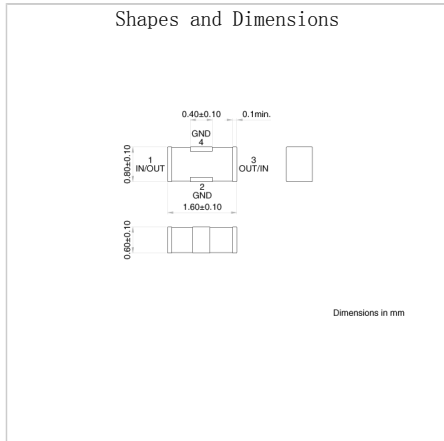 Shapes and Dimensions
0.40±0.10 0.1min.
GND
4
0.80±0.10
1
IN/OUT
3
OUT/IN
2
GND
1.60±0.10
0.60±0.10
Dimensions in mm